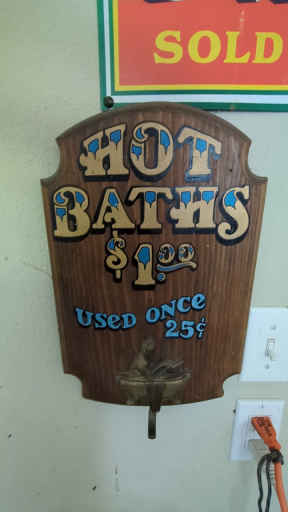 SOLD
HOT
BATHS
$1.00
USED ONCE
25¢